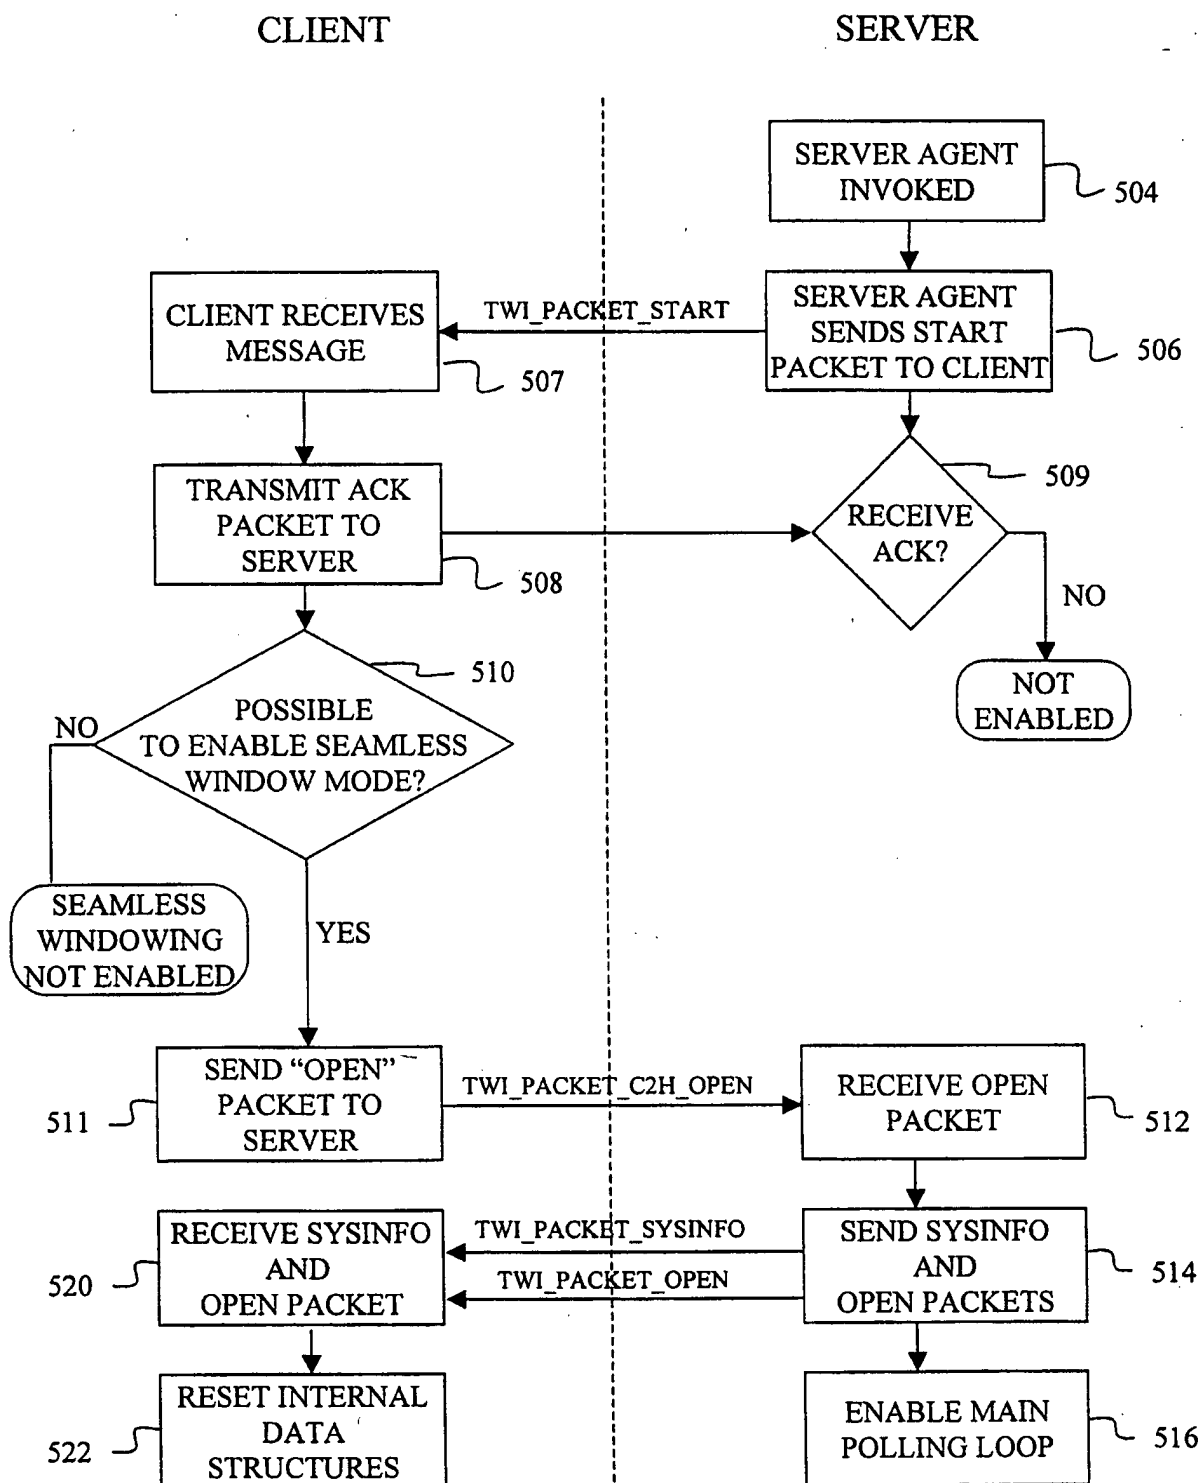 CLIENT
SERVER
SERVER AGENT
INVOKED
504
CLIENT RECEIVES
MESSAGE
507
TWI_PACKET_START
SERVER AGENT
SENDS START
PACKET TO CLIENT
506
TRANSMIT ACK
PACKET TO
SERVER
508
RECEIVE
ACK?
509
NO
NOT
ENABLED
POSSIBLE
TO ENABLE SEAMLESS
WINDOW MODE?
510
NO
SEAMLESS
WINDOWING
NOT ENABLED
YES
SEND “OPEN”
PACKET TO
SERVER
511
TWI_PACKET_C2H_OPEN
RECEIVE OPEN
PACKET
512
RECEIVE SYSINFO
AND
OPEN PACKET
520
TWI_PACKET_SYSINFO
TWI_PACKET_OPEN
SEND SYSINFO
AND
OPEN PACKETS
514
RESET INTERNAL
DATA
STRUCTURES
522
ENABLE MAIN
POLLING LOOP
516